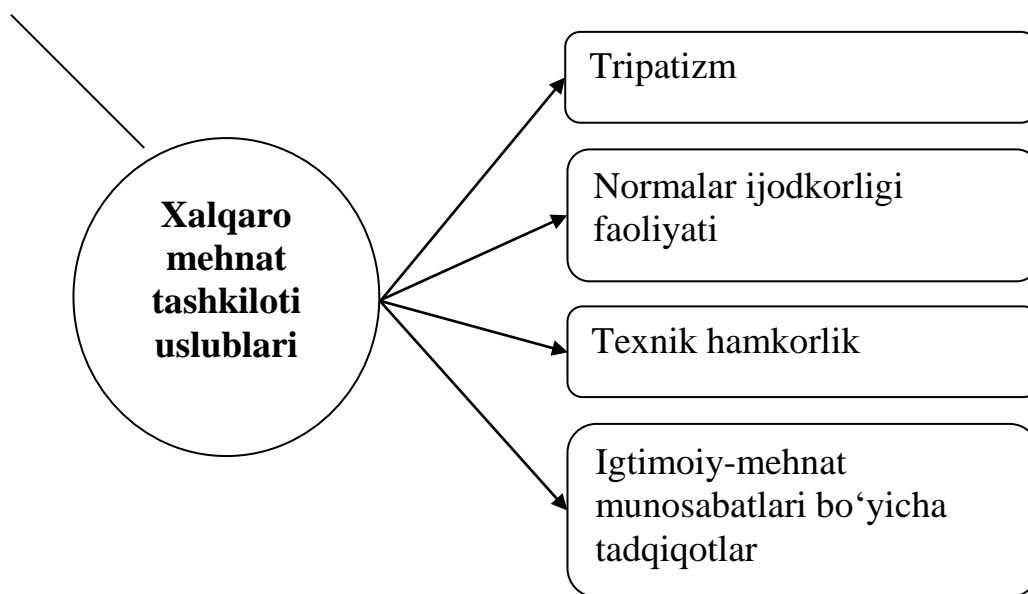 Xalqaro
mehnat
tashkiloti
uslublari
Tripatizm
Normalar ijodkorligi
faoliyati
Texnik hamkorlik
Igtimoiy-mehnat
munosabatlari bo‘yicha
tadqiqotlar